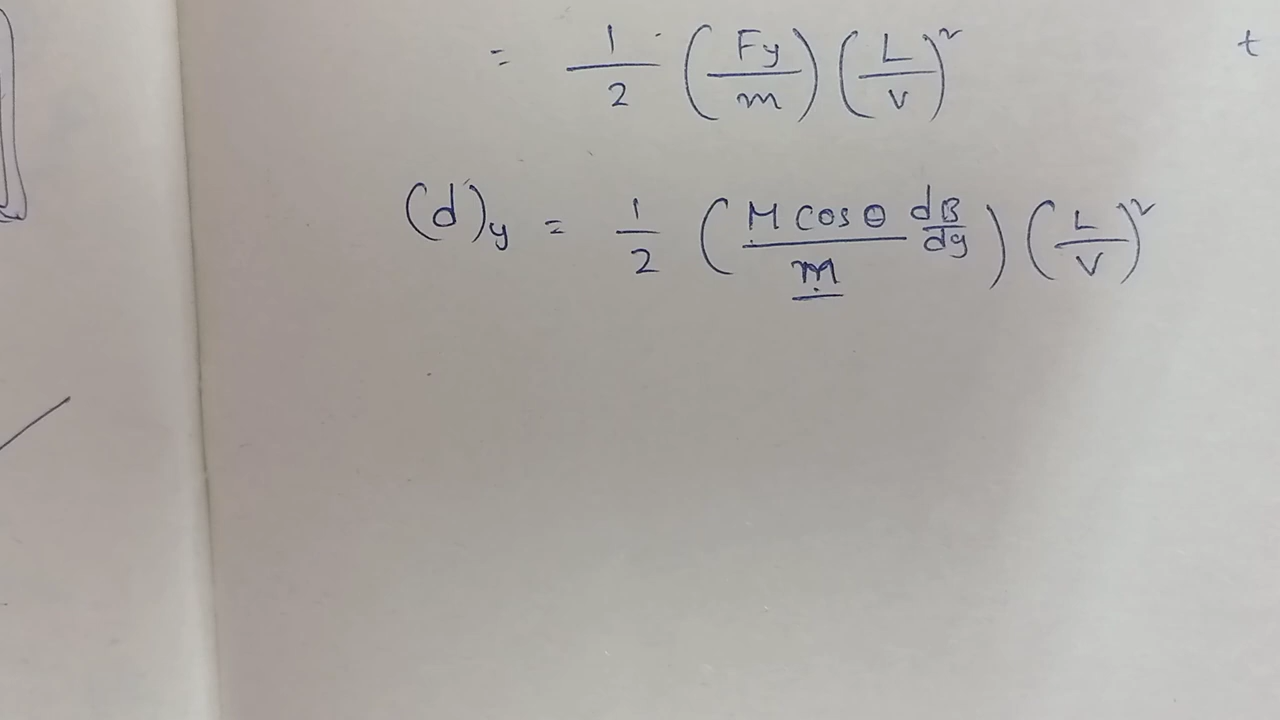 = 1/2 (Fy/m) (L/v)² t
(d)y = 1/2 (M cos θ dB/dy / m) (L/v)²